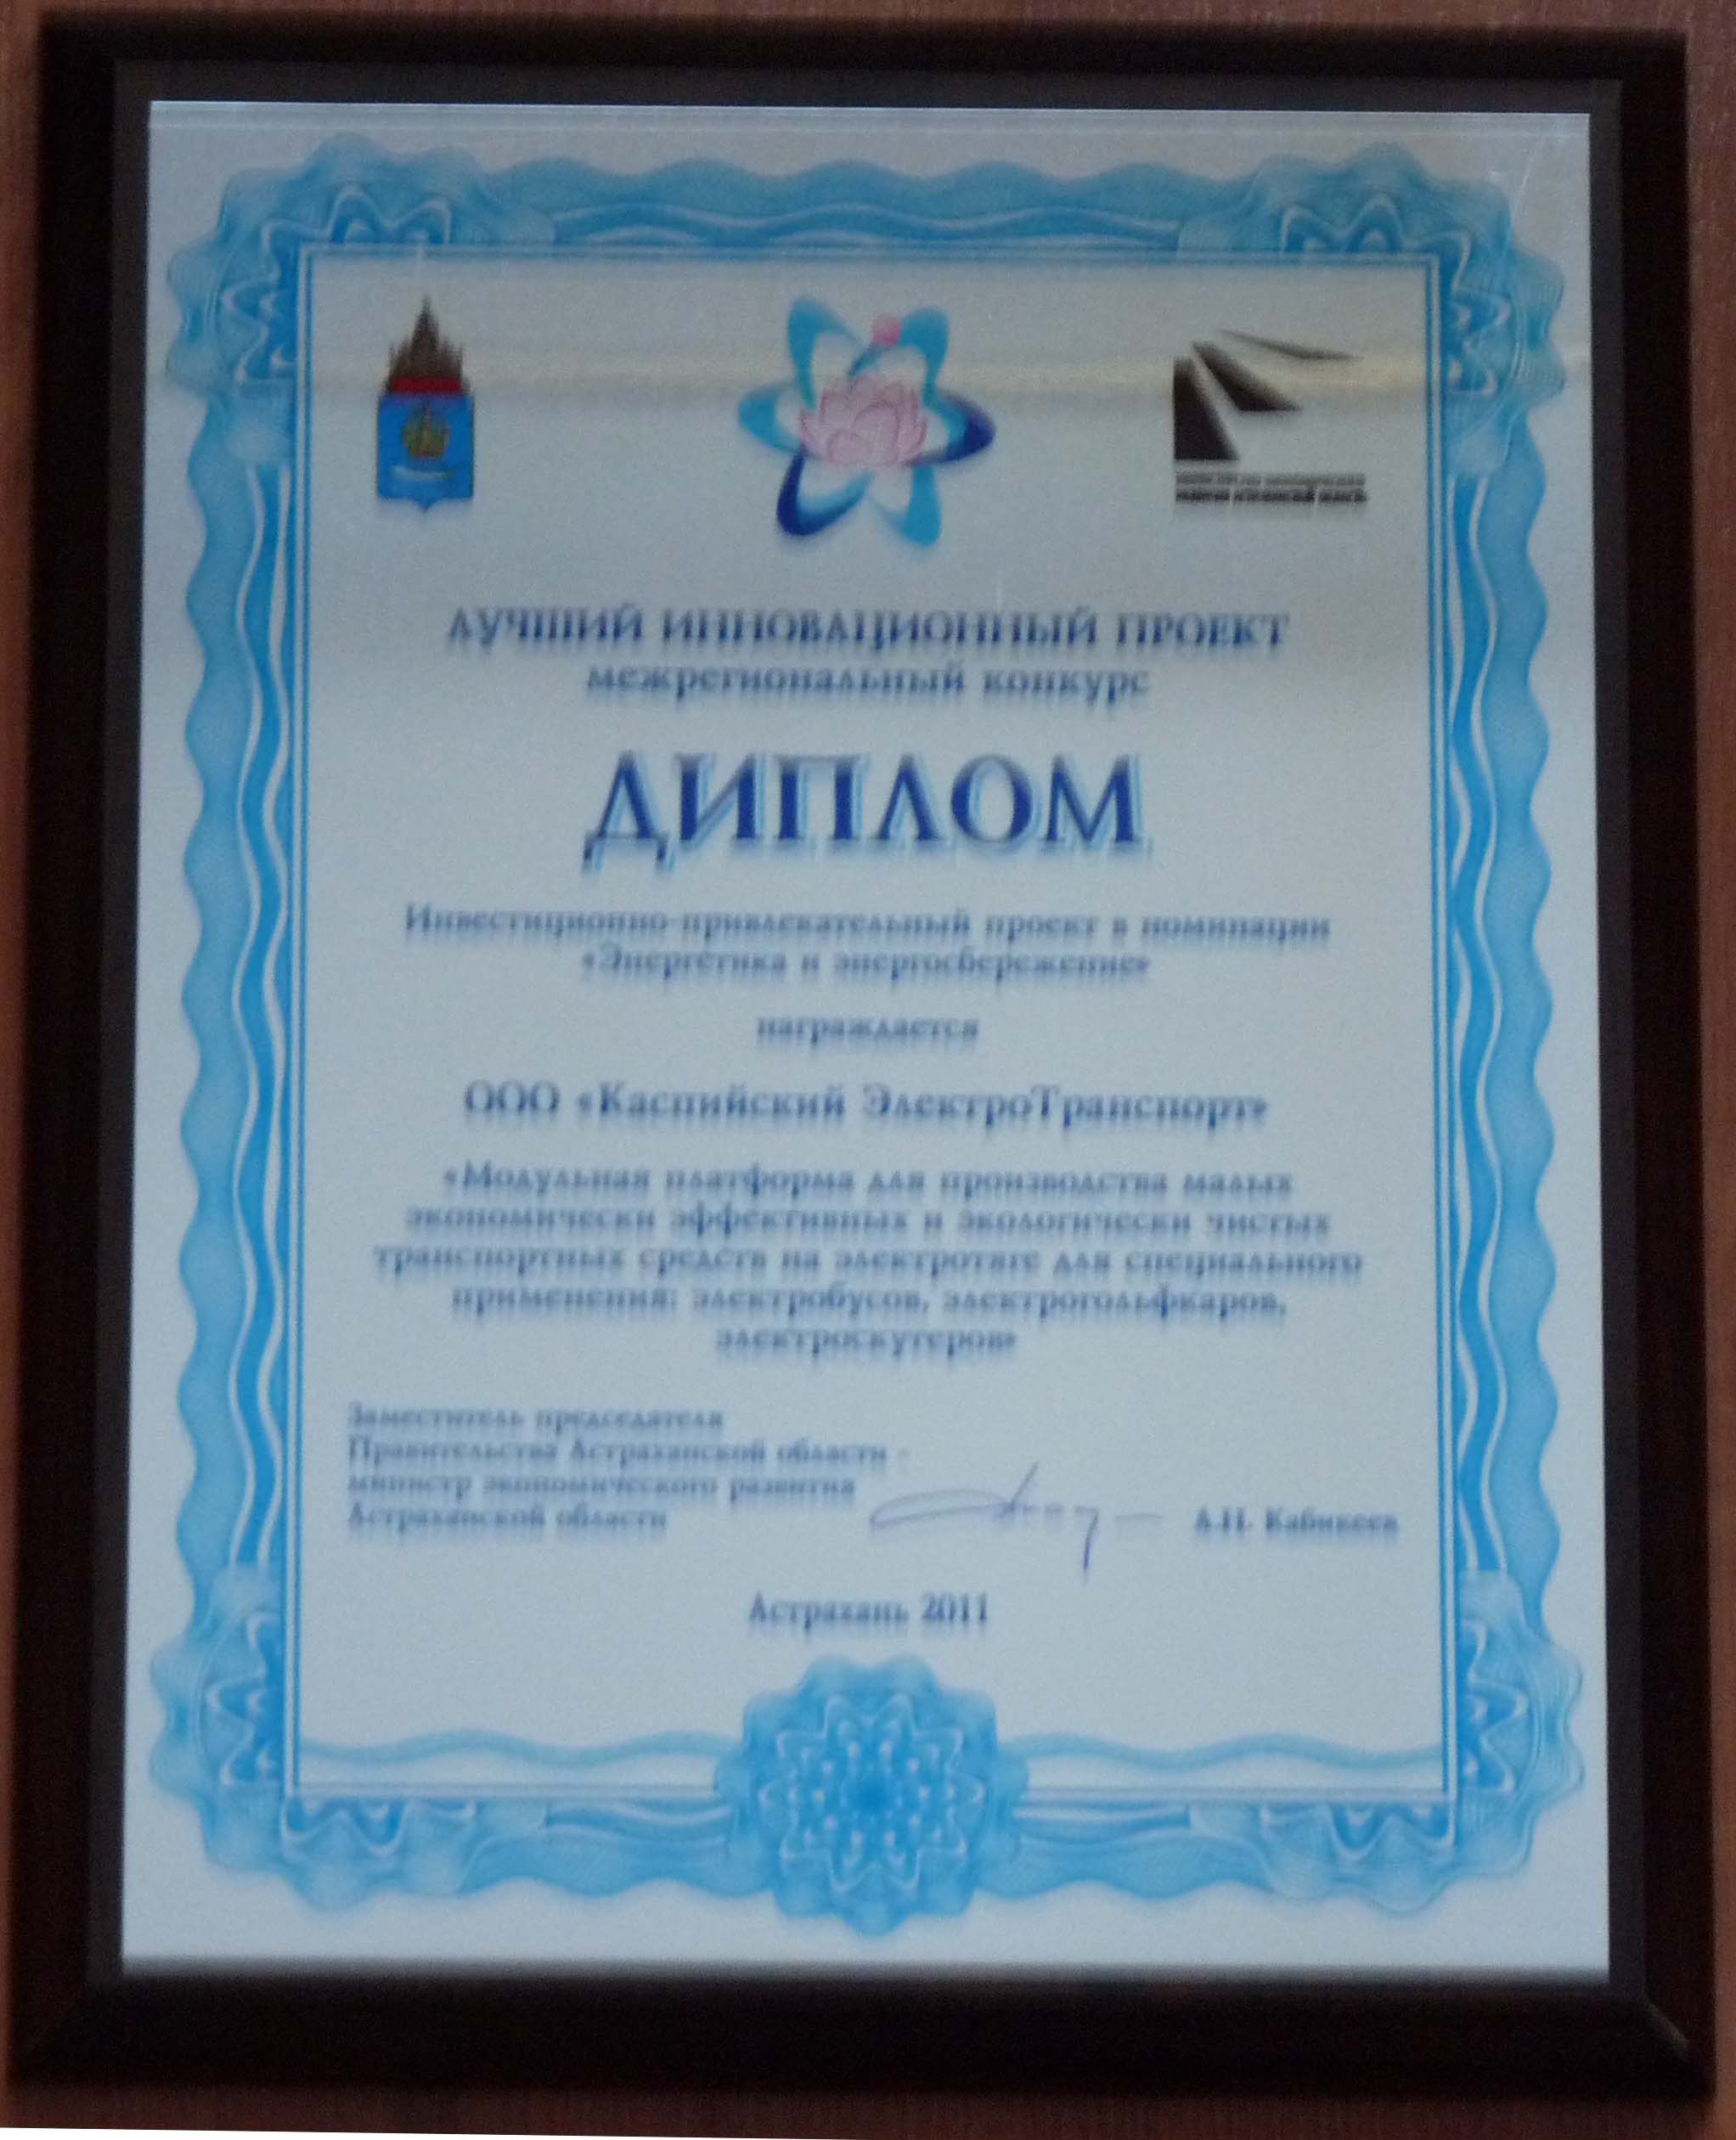 ЛУЧШИЙ ИННОВАЦИОННЫЙ ПРОЕКТ
межрегиональный конкурс
ДИПЛОМ
Инвестиционно-привлекательный проект в номинации
«Энергетика и энергосбережение»
награждается
ООО «Каспийский ЭлектроТранспорт»
«Модульная платформа для производства малых
экономически эффективных и экологически чистых
транспортных средств на электротяге для специального
применения: электробусов, электрогольфкаров,
электроскутеров»
Заместитель председателя
Правительства Астраханской области -
министр экономического развития
Астраханской области
А.Н. Кабикеев
Астрахань 2011